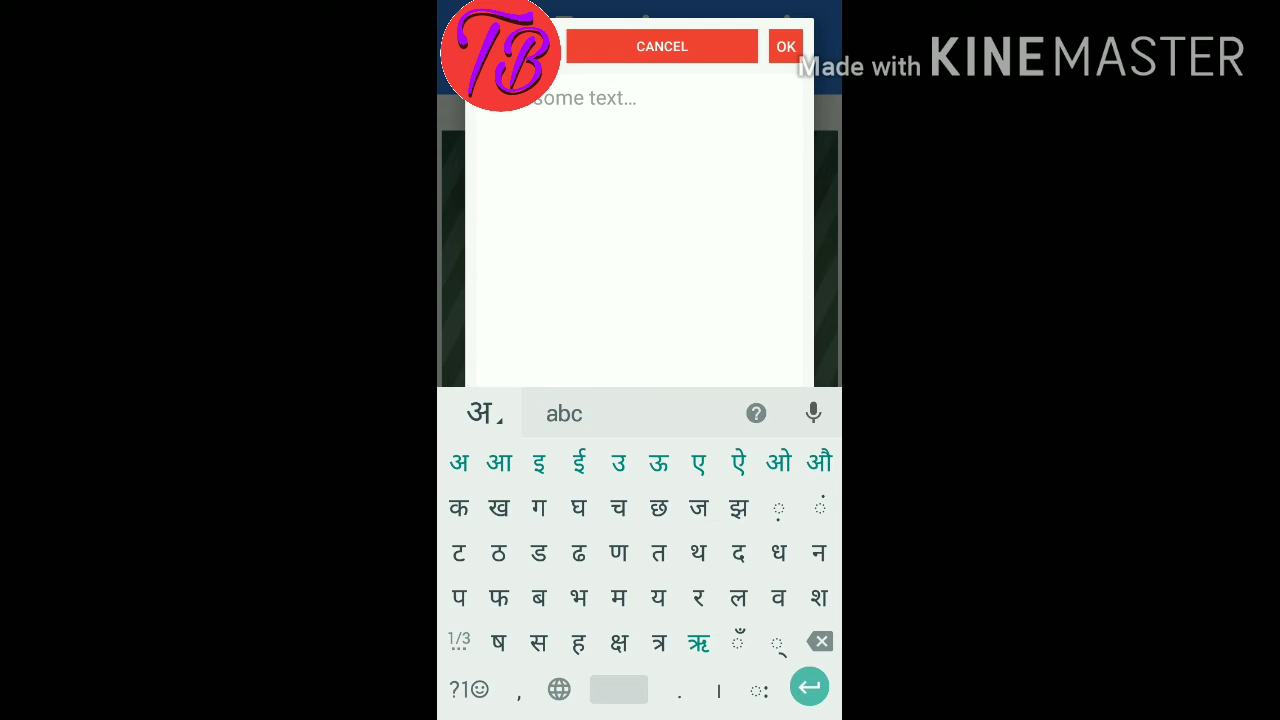 TB
CANCEL OK
Made with KINEMASTER
some text...
अ abc ?
अ आ इ ई उ ऊ ए ऐ ओ औ
क ख ग घ च छ ज झ ़ ं
ट ठ ड ढ ण त थ द ध न
प फ ब भ म य र ल व श
1/3 ष स ह क्ष त्र ऋ ँ ्
?1☺ , . । ः